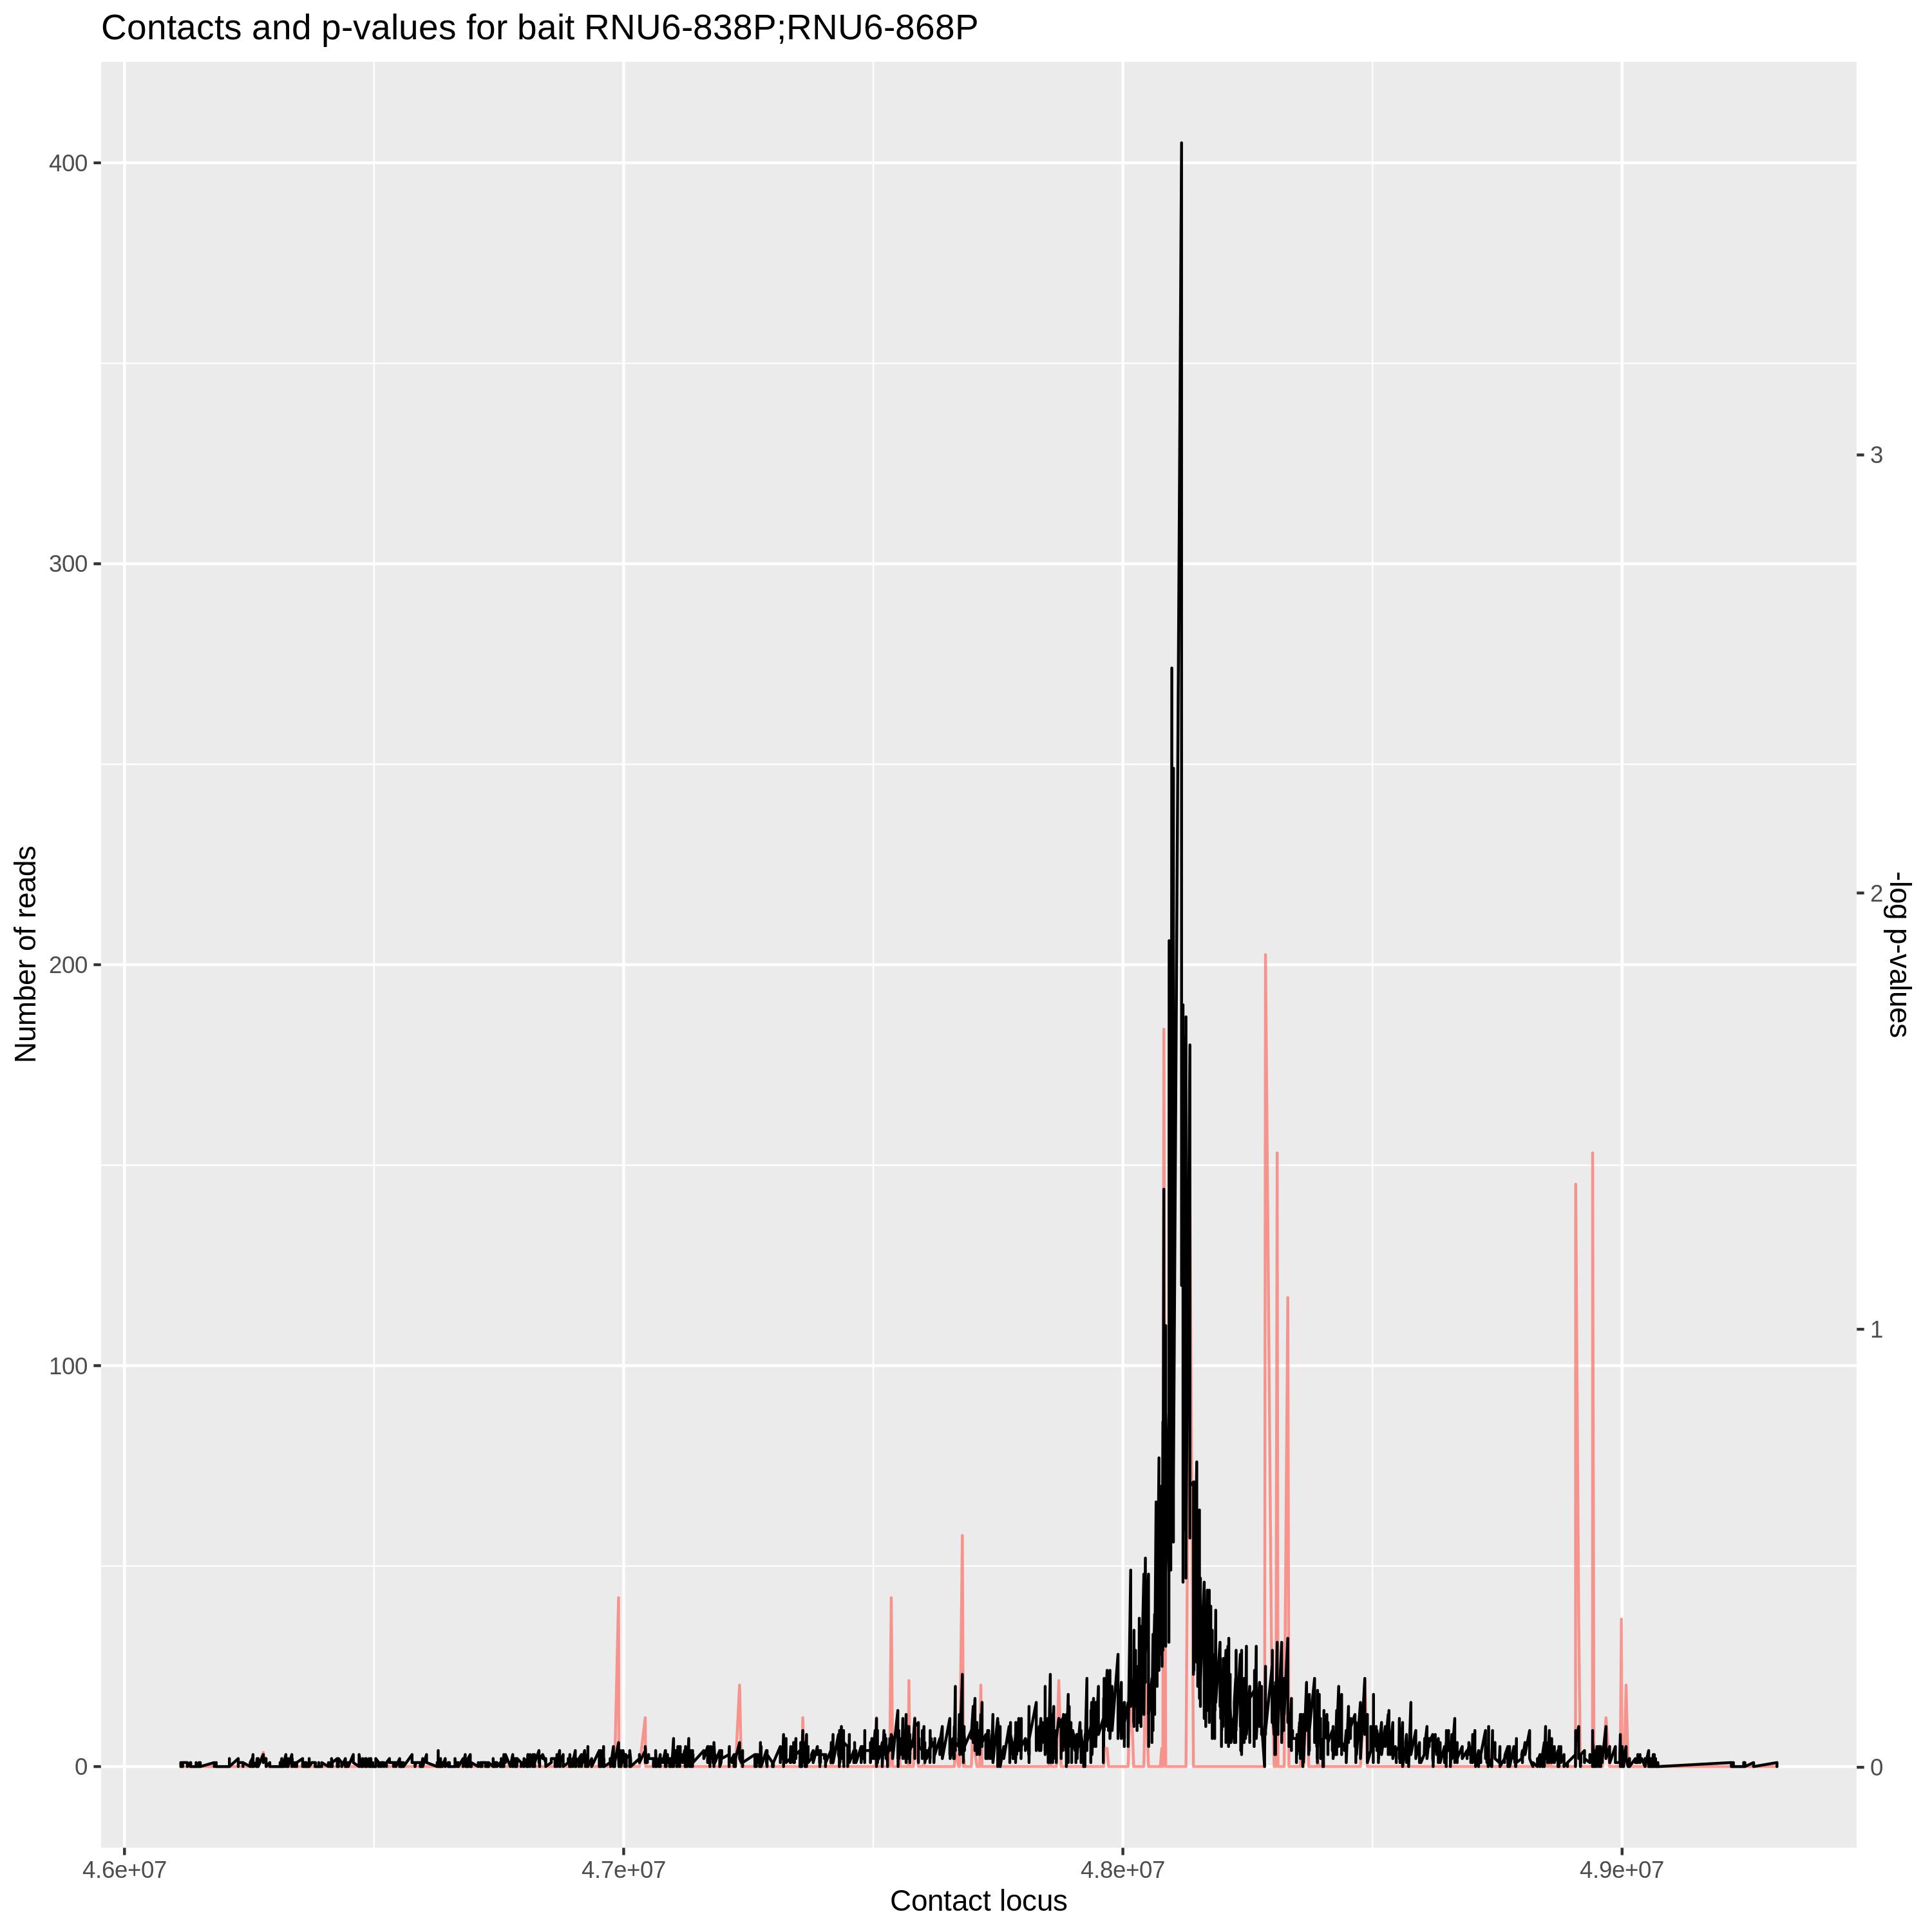 Contacts and p-values for bait RNU6-838P;RNU6-868P
400
300
200
100
0
Number of reads
3
2
1
0
-log p-values
4.6e+07
4.7e+07
4.8e+07
4.9e+07
Contact locus